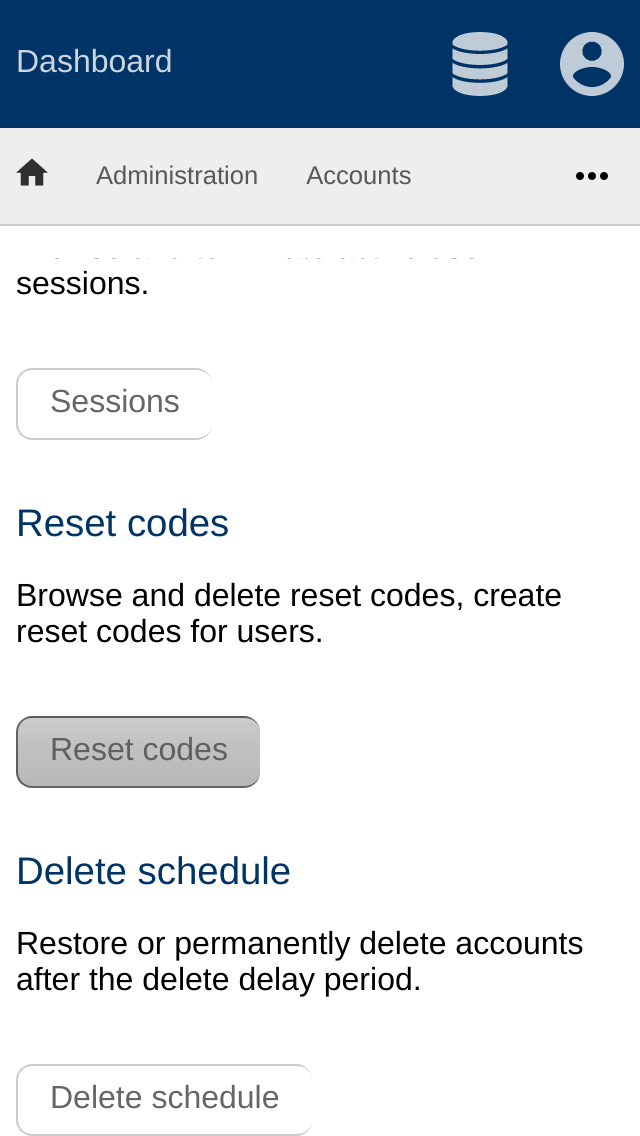 Dashboard
Administration Accounts
sessions.
Sessions
Reset codes
Browse and delete reset codes, create
reset codes for users.
Reset codes
Delete schedule
Restore or permanently delete accounts
after the delete delay period.
Delete schedule